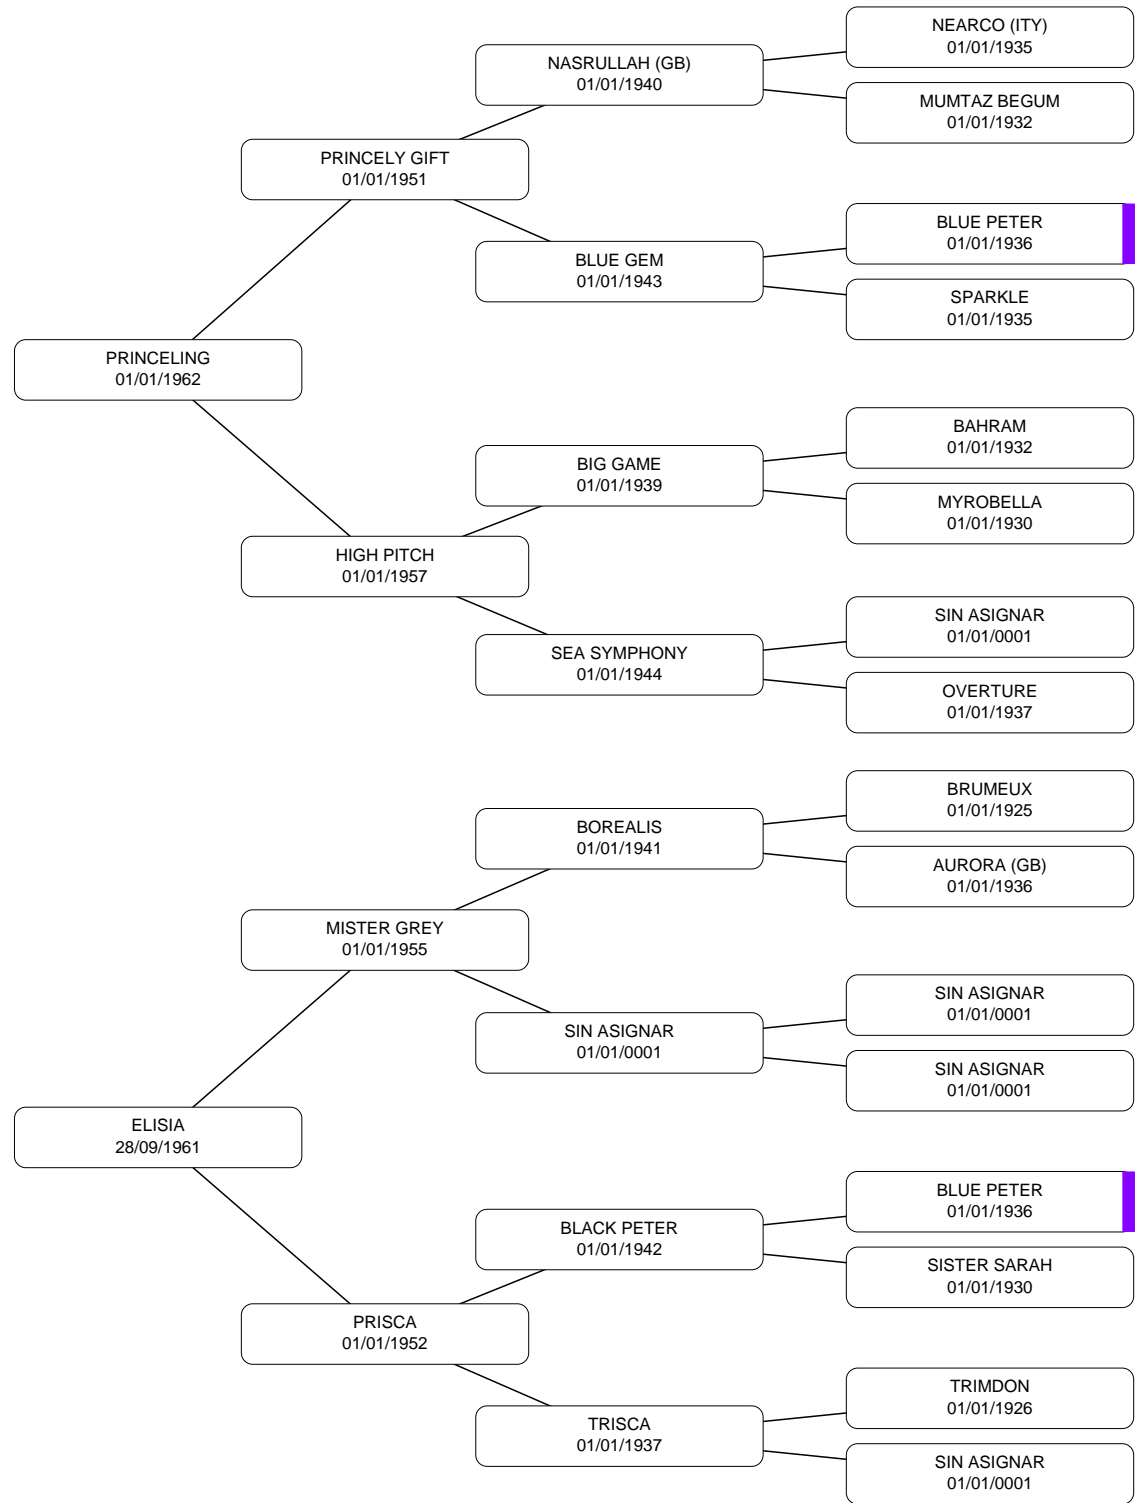 NEARCO (ITY)
01/01/1935
NASRULLAH (GB)
01/01/1940
MUMTAZ BEGUM
01/01/1932
PRINCELY GIFT
01/01/1951
BLUE PETER
01/01/1936
BLUE GEM
01/01/1943
SPARKLE
01/01/1935
PRINCELING
01/01/1962
BAHRAM
01/01/1932
BIG GAME
01/01/1939
MYROBELLA
01/01/1930
HIGH PITCH
01/01/1957
SIN ASIGNAR
01/01/0001
SEA SYMPHONY
01/01/1944
OVERTURE
01/01/1937
BRUMEUX
01/01/1925
BOREALIS
01/01/1941
AURORA (GB)
01/01/1936
MISTER GREY
01/01/1955
SIN ASIGNAR
01/01/0001
SIN ASIGNAR
01/01/0001
SIN ASIGNAR
01/01/0001
ELISIA
28/09/1961
BLUE PETER
01/01/1936
BLACK PETER
01/01/1942
SISTER SARAH
01/01/1930
PRISCA
01/01/1952
TRIMDON
01/01/1926
TRISCA
01/01/1937
SIN ASIGNAR
01/01/0001